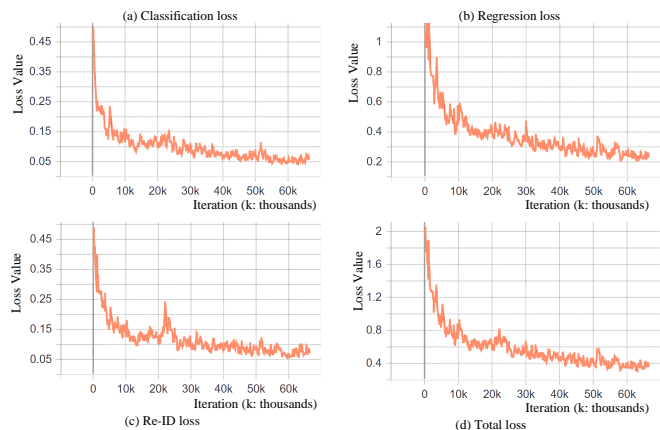 (a) Classification loss
Loss Value
0.45
0.35
0.25
0.15
0.05
0
10k
20k
30k
40k
50k
60k
Iteration (k: thousands)
(b) Regression loss
Loss Value
1
0.8
0.6
0.4
0.2
0
10k
20k
30k
40k
50k
60k
Iteration (k: thousands)
Loss Value
0.45
0.35
0.25
0.15
0.05
0
10k
20k
30k
40k
50k
60k
Iteration (k: thousands)
(c) Re-ID loss
Loss Value
2
1.6
1.2
0.8
0.4
0
10k
20k
30k
40k
50k
60k
Iteration (k: thousands)
(d) Total loss